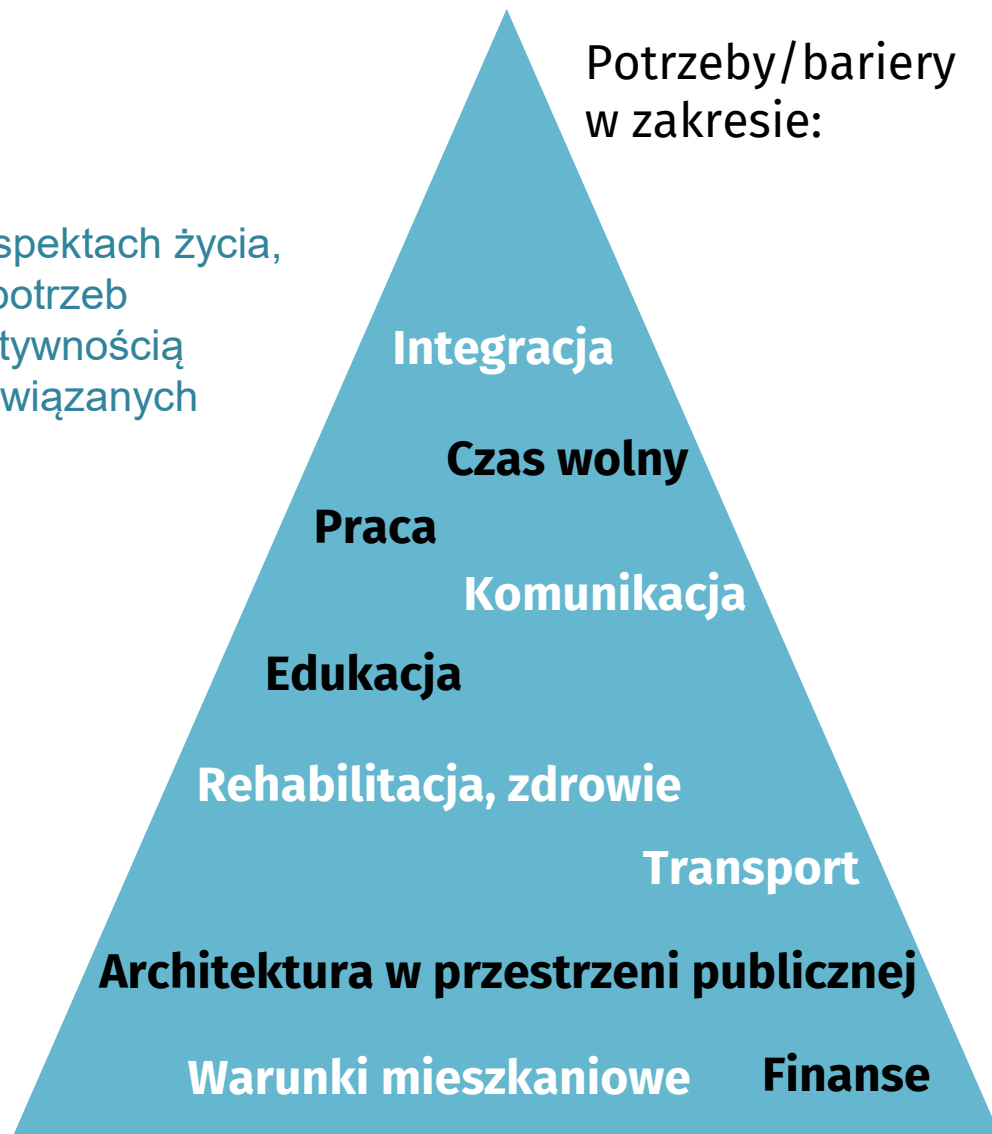 Potrzeby/bariery
w zakresie:
spektach życia,
potrzeb
tywnością
wiązanych
Integracja
Czas wolny
Praca
Komunikacja
Edukacja
Rehabilitacja, zdrowie
Transport
Architektura w przestrzeni publicznej
Warunki mieszkaniowe
Finanse